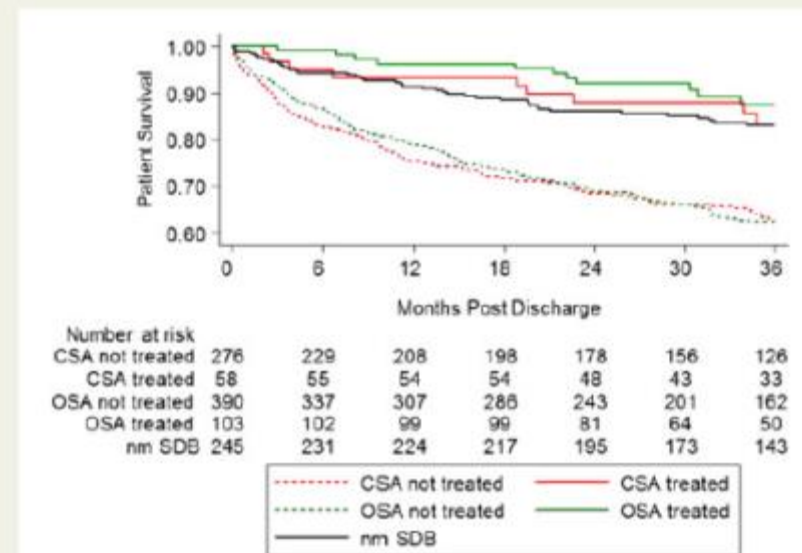 1.00
0.90
0.80
0.70
0.60
Patient Survival
0 6 12 18 24 30 36
Months Post Discharge
Number at risk
CSA not treated 276 229 208 198 178 156 126
CSA treated 58 55 54 54 48 43 33
OSA not treated 390 337 307 286 243 201 162
OSA treated 103 102 99 99 81 64 50
nm SDB 245 231 224 217 195 173 143
CSA not treated CSA treated
OSA not treated OSA treated
nm SDB